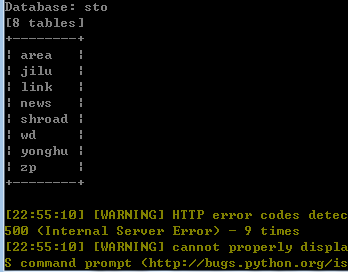 Database: sto
[8 tables]
+--------+
| area   |
| jilu   |
| link   |
| news   |
| shroad |
| wd     |
| yonghu |
| zp     |
+--------+
[22:55:10] [WARNING] HTTP error codes detec
500 (Internal Server Error) - 9 times
[22:55:10] [WARNING] cannot properly displa
S command prompt (http://bugs.python.org/is